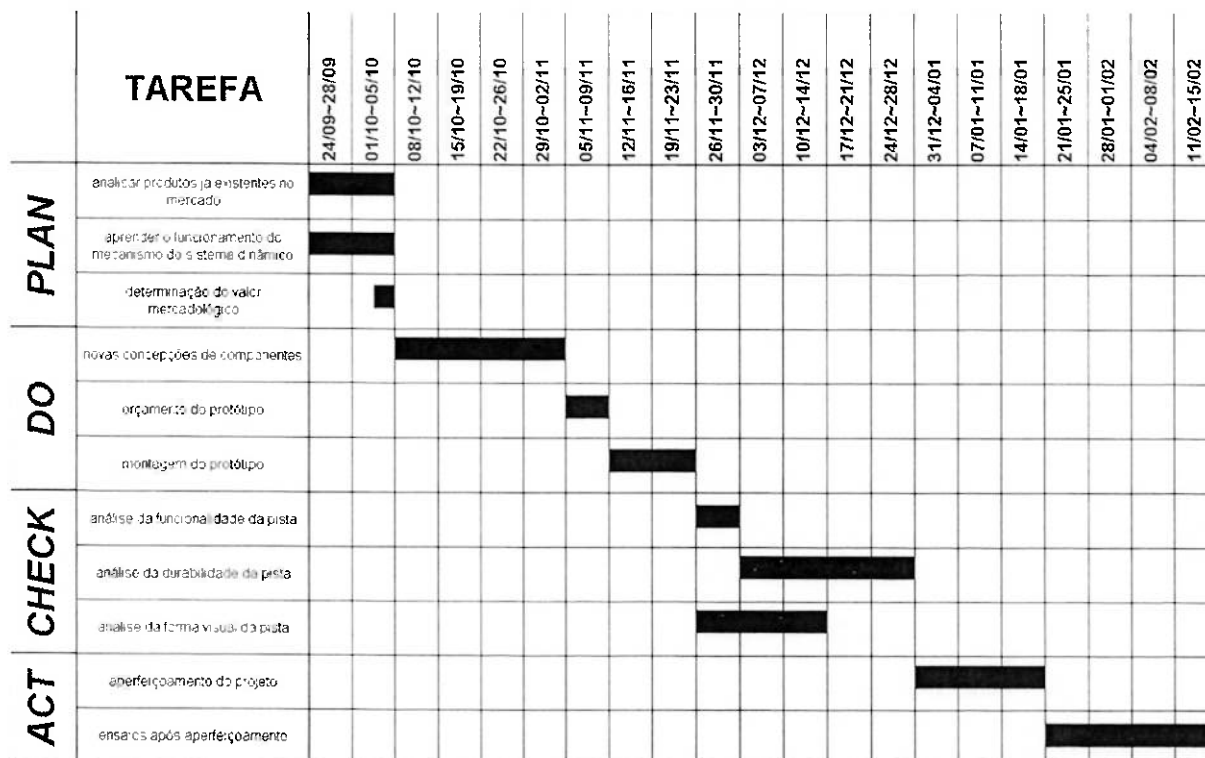 TAREFA
24/09~28/09
01/10~05/10
08/10~12/10
15/10~19/10
22/10~26/10
29/10~02/11
05/11~09/11
12/11~16/11
19/11~23/11
26/11~30/11
03/12~07/12
10/12~14/12
17/12~21/12
24/12~28/12
31/12~04/01
07/01~11/01
14/01~18/01
21/01~25/01
28/01~01/02
04/02~08/02
11/02~15/02
PLAN
analisar produtos já existentes no
mercado
aprender o funcionamento do
mecanismo do sistema dinâmico
determinação do valor
mercadológico
DO
novas concepções de componentes
orçamento do protótipo
montagem do protótipo
CHECK
análise da funcionalidade da pista
análise da durabilidade da pista
análise da forma visual da pista
ACT
aperfeiçoamento do projeto
ensaios após aperfeiçoamento